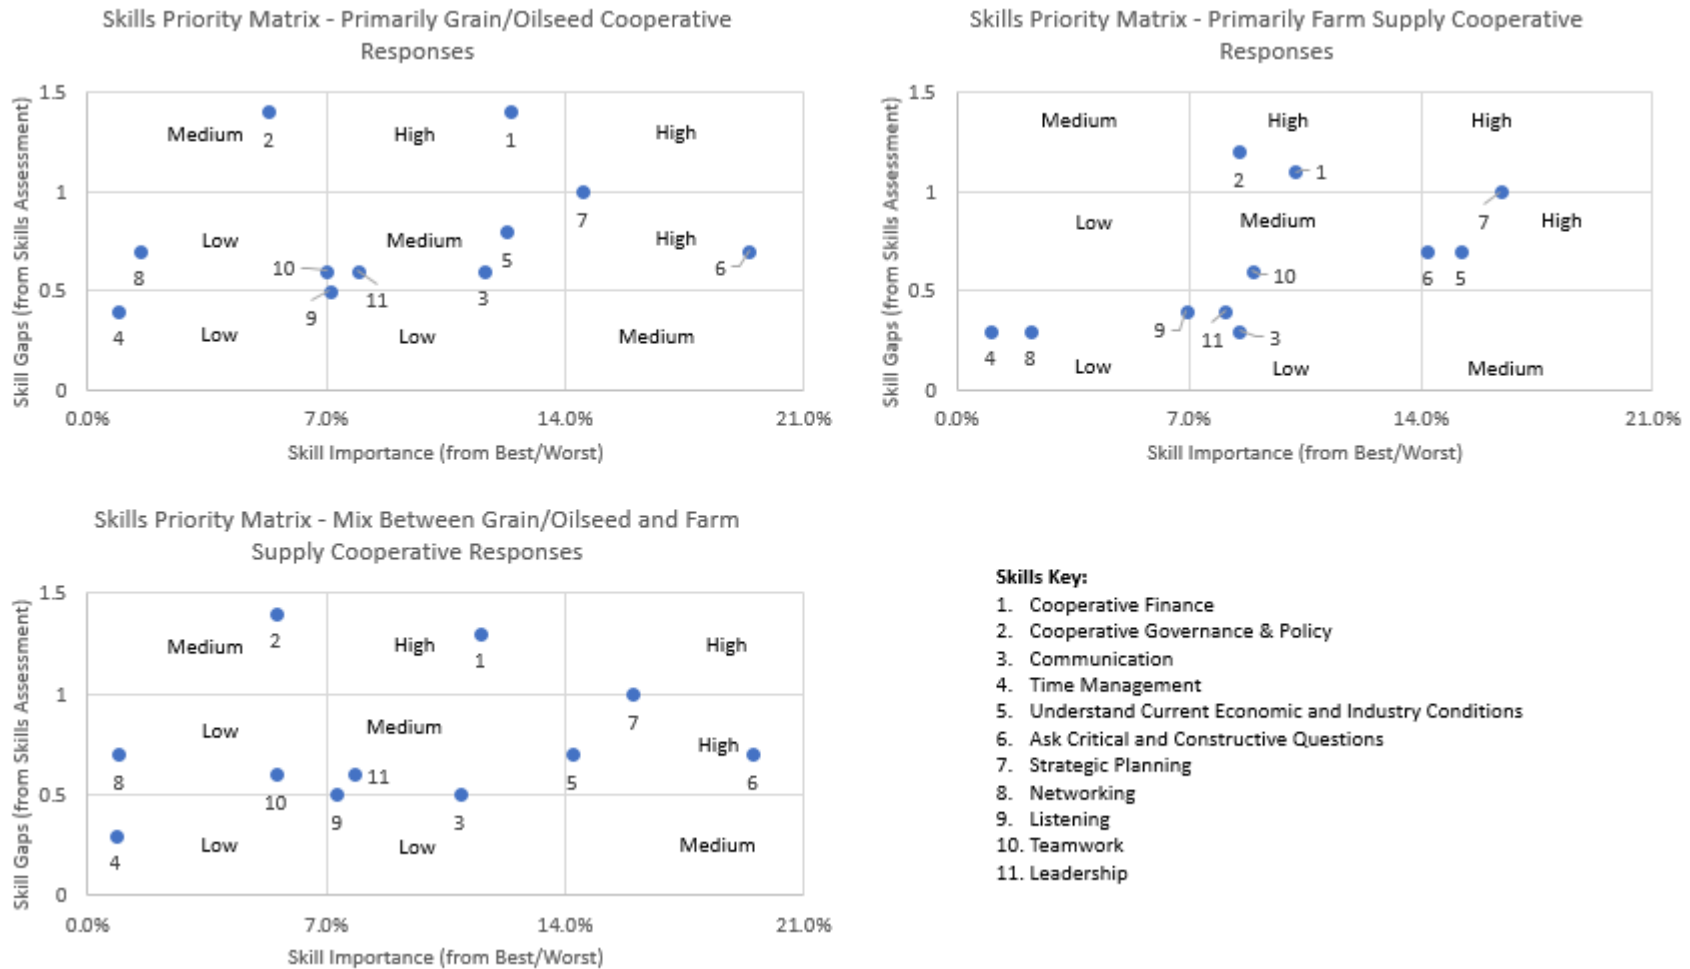 Skills Priority Matrix - Primarily Grain/Oilseed Cooperative
Responses
Skill Gaps (from Skills Assessment)
1.5
1
0.5
0
Medium
High
High
Low
Medium
High
Low
Low
Medium
2
1
7
5
6
8
10
3
11
9
4
0.0%
7.0%
14.0%
21.0%
Skill Importance (from Best/Worst)
Skills Priority Matrix - Primarily Farm Supply Cooperative
Responses
Skill Gaps (from Skills Assessment)
1.5
1
0.5
0
Medium
High
High
Low
Medium
High
Low
Low
Medium
2
1
7
6
5
10
9
11
3
4
8
0.0%
7.0%
14.0%
21.0%
Skill Importance (from Best/Worst)
Skills Priority Matrix - Mix Between Grain/Oilseed and Farm
Supply Cooperative Responses
Skill Gaps (from Skills Assessment)
1.5
1
0.5
0
Medium
High
High
Low
Medium
High
Low
Low
Medium
2
1
7
8
5
6
10
11
9
3
4
0.0%
7.0%
14.0%
21.0%
Skill Importance (from Best/Worst)
Skills Key:
1. Cooperative Finance
2. Cooperative Governance & Policy
3. Communication
4. Time Management
5. Understand Current Economic and Industry Conditions
6. Ask Critical and Constructive Questions
7. Strategic Planning
8. Networking
9. Listening
10. Teamwork
11. Leadership